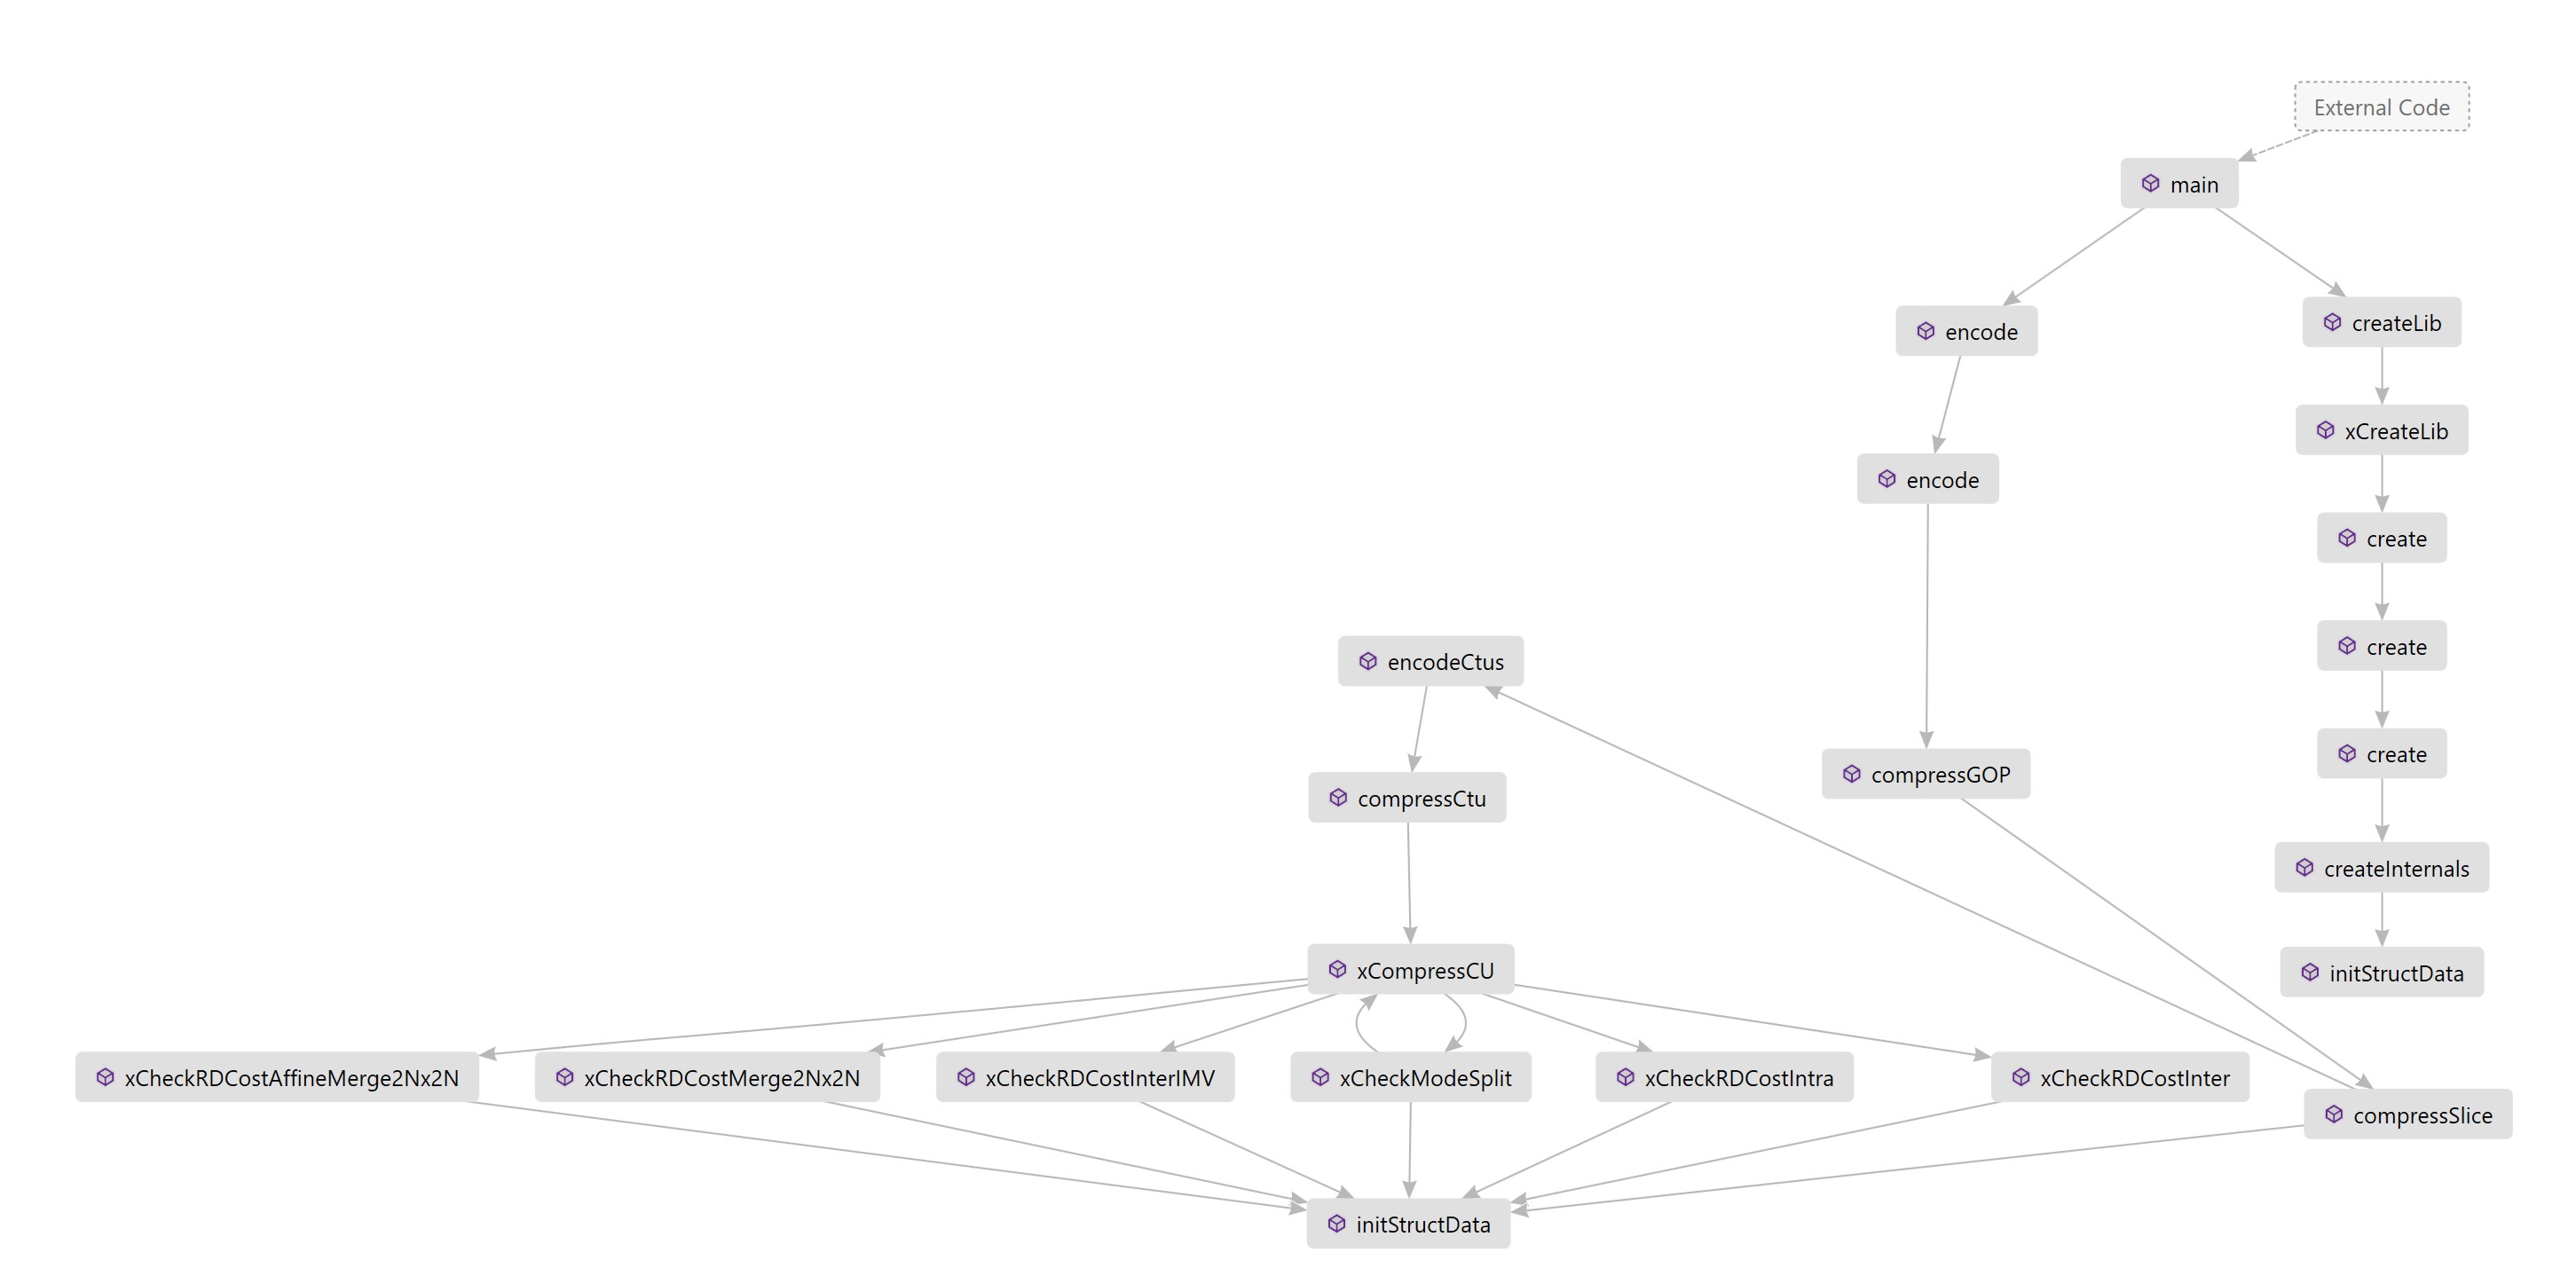 External Code
main
encode
createLib
xCreateLib
encode
create
create
encodeCtus
create
compressGOP
compressCtu
createInternals
xCompressCU
initStructData
xCheckRDCostAffineMerge2Nx2N
xCheckRDCostMerge2Nx2N
xCheckRDCostInterIMV
xCheckModeSplit
xCheckRDCostIntra
xCheckRDCostInter
compressSlice
initStructData